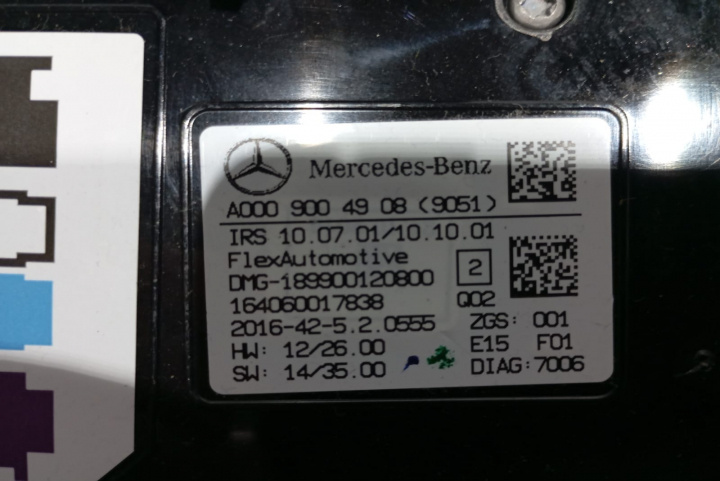 Mercedes-Benz
A000 900 49 08 (9051)
IRS 10.07.01/10.10.01
FlexAutomotive
DMG-189900120800
2
164060017838
Q02
2016-42-5.2.0555 ZGS: 001
HW: 12/26.00 E15 F01
SW: 14/35.00 DIAG:7006